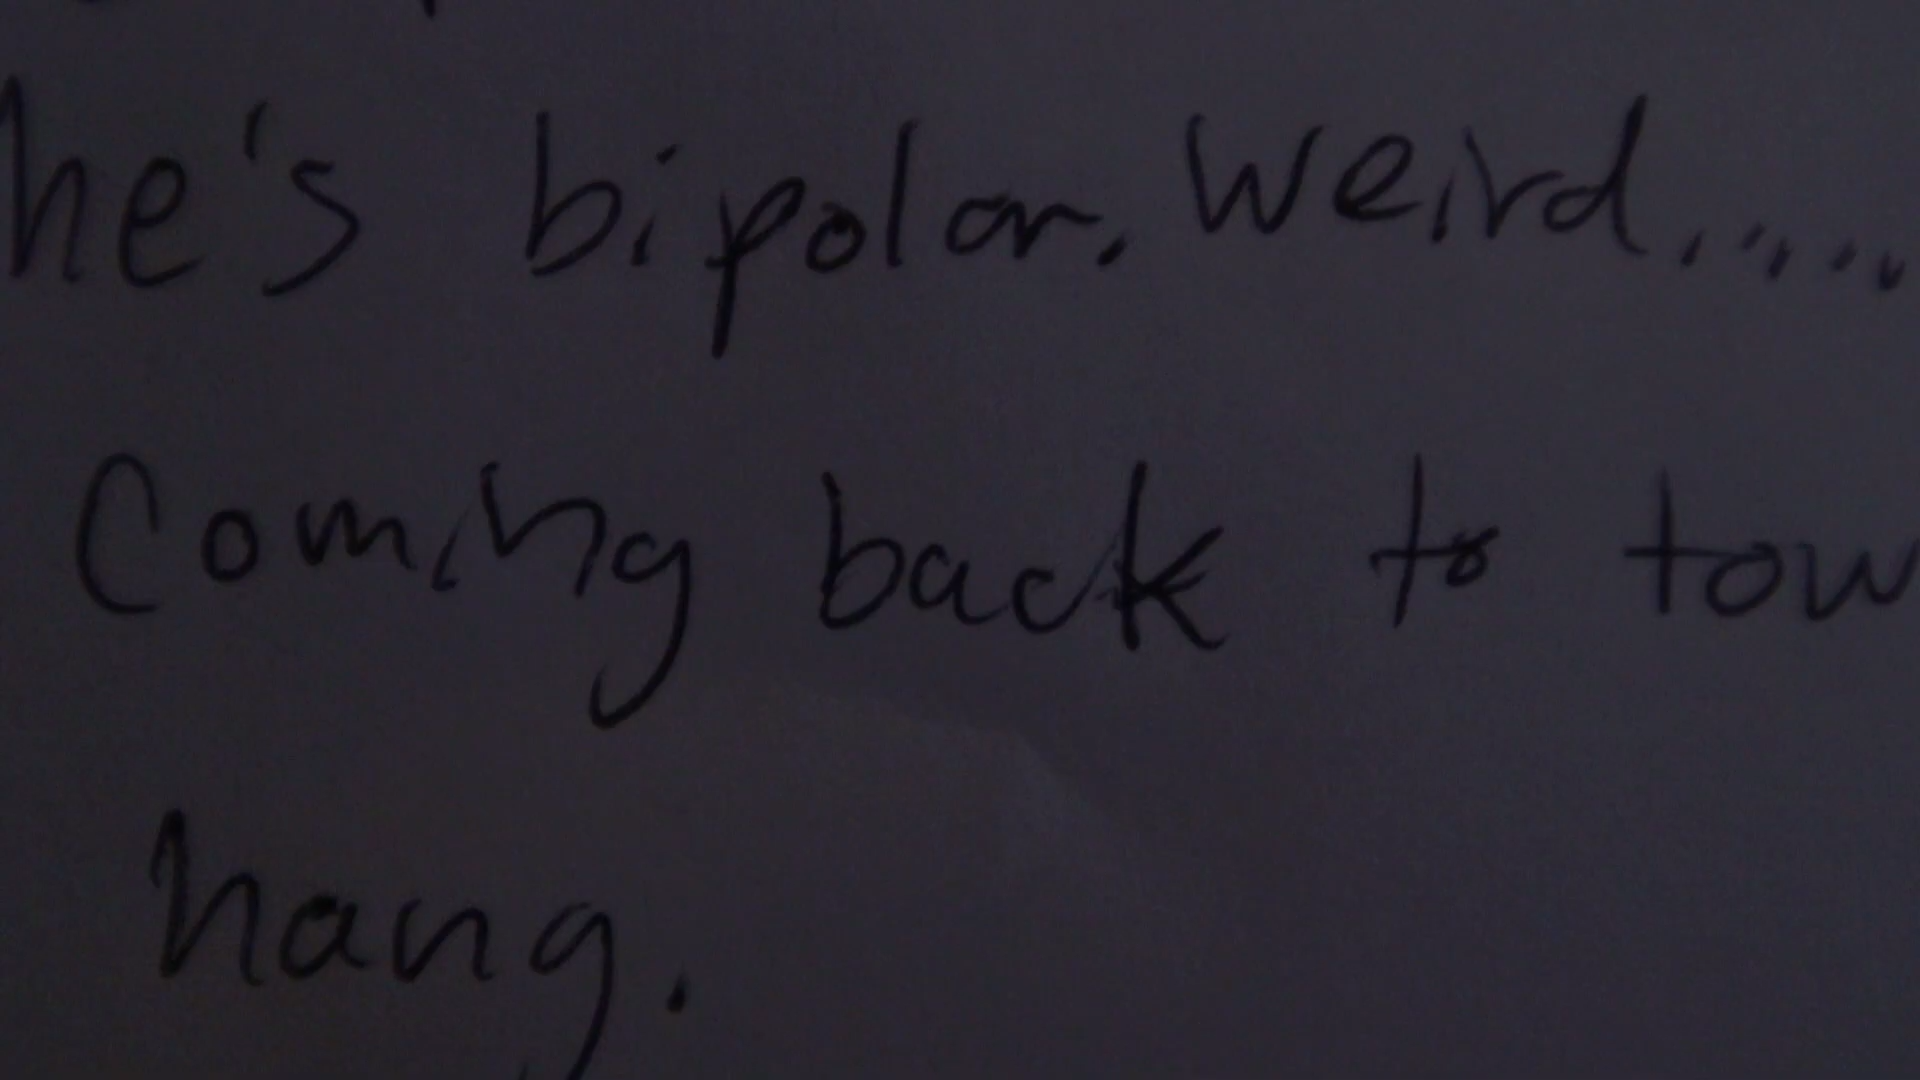 he's bipolar. Weird.....
Coming back to tow
hang.